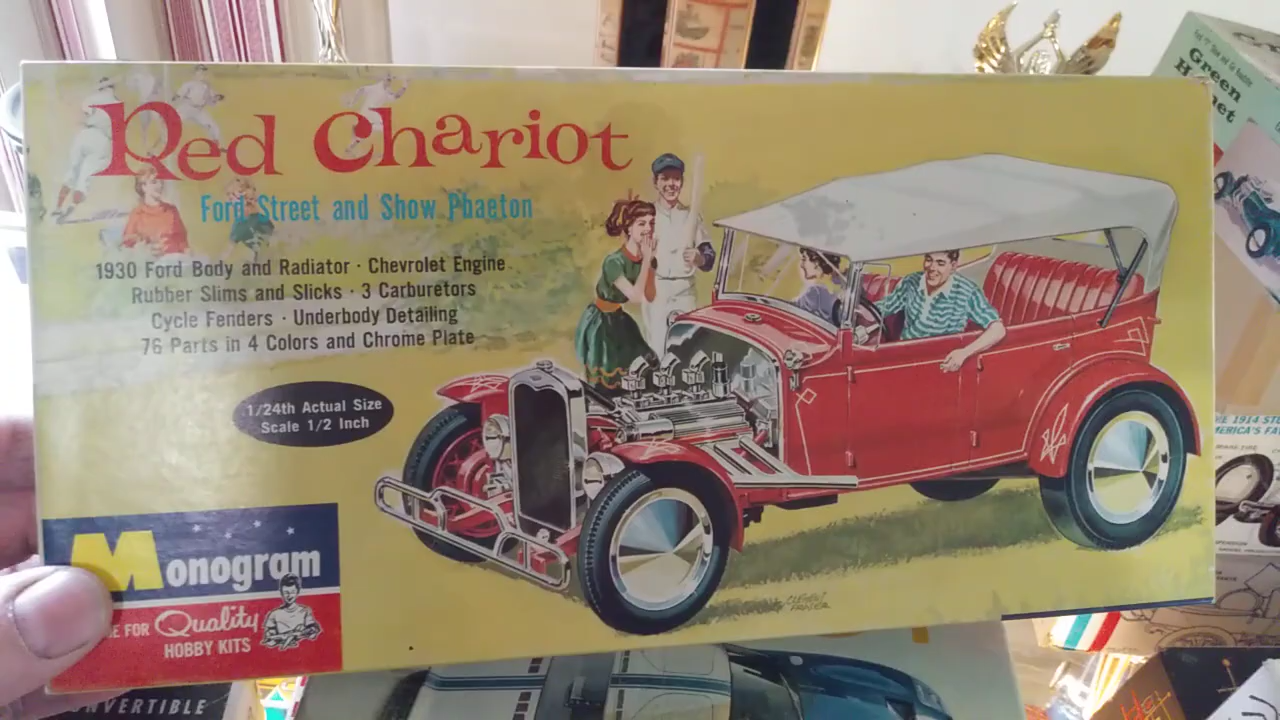 Red Chariot
Ford Street and Show Phaeton
1930 Ford Body and Radiator · Chevrolet Engine
Rubber Slims and Slicks · 3 Carburetors
Cycle Fenders · Underbody Detailing
76 Parts in 4 Colors and Chrome Plate
1/24th Actual Size
Scale 1/2 Inch
Monogram
FOR Quality
HOBBY KITS
Green